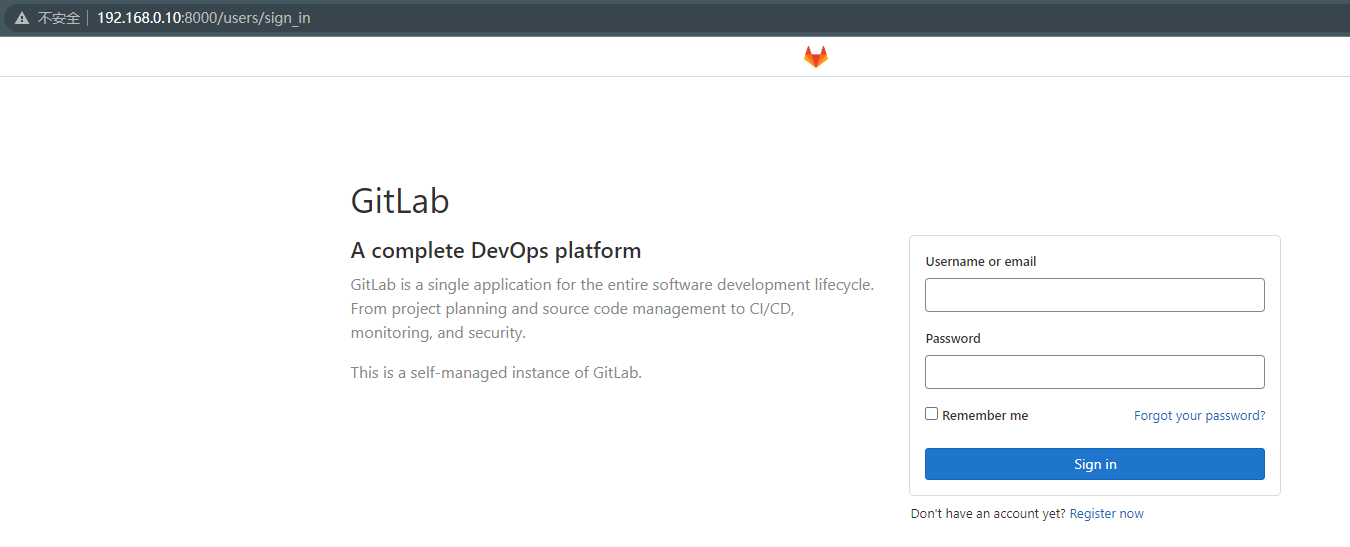 不安全 192.168.0.10:8000/users/sign_in
GitLab
A complete DevOps platform
GitLab is a single application for the entire software development lifecycle.
From project planning and source code management to CI/CD,
monitoring, and security.
This is a self-managed instance of GitLab.
Username or email
Password
Remember me Forgot your password?
Sign in
Don't have an account yet? Register now